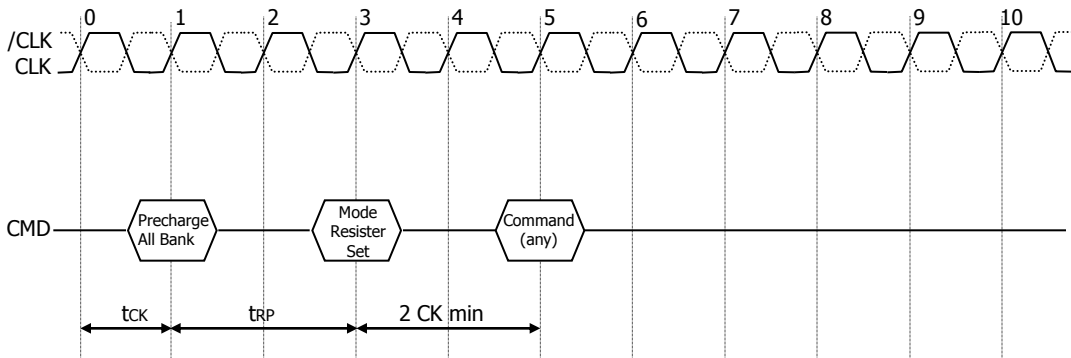 0 1 2 3 4 5 6 7 8 9 10
/CLK
CLK
CMD
Precharge
All Bank
Mode
Resister
Set
Command
(any)
tCK tRP 2 CK min